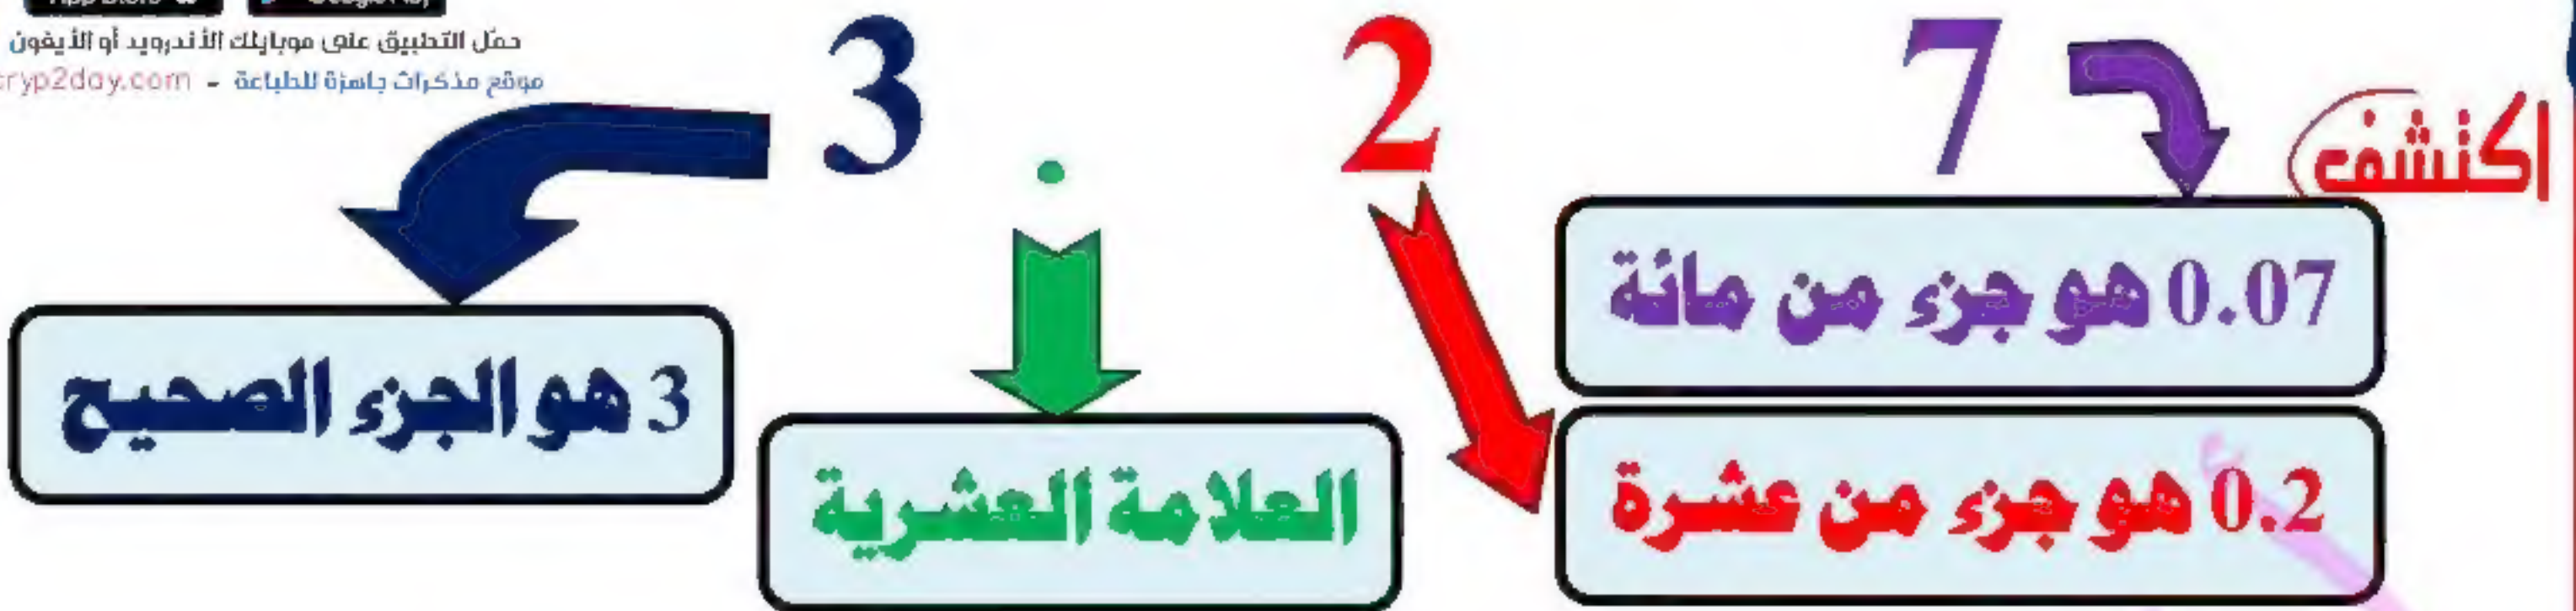 حمّل التطبيق على موبايلك الأندرويد أو الأيفون
موقع مذكرات جاهزة للطباعة - cryp2day.com
اكتشف
3 . 2 7
0.07 هو جزء من مائة
3 هو الجزء الصحيح
العلامة العشرية
0.2 هو جزء من عشرة